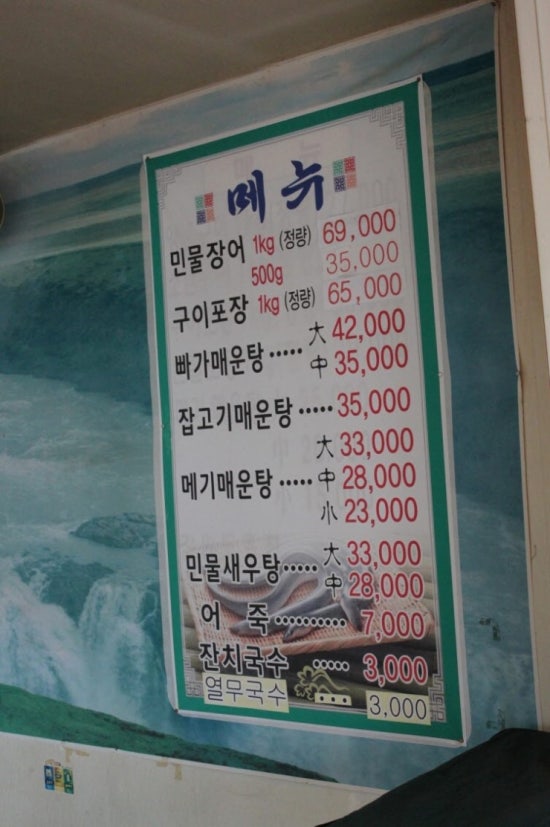 메뉴
민물장어 1kg (정량) 69,000
500g 35,000
구이포장 1kg (정량) 65,000
빠가매운탕 ····· 大 42,000
中 35,000
잡고기매운탕 ····· 35,000
메기매운탕 ····· 大 33,000
中 28,000
小 23,000
민물새우탕 ···· 大 33,000
中 28,000
어 죽 ··········· 7,000
잔치국수 ····· 3,000
열무국수 ··· 3,000